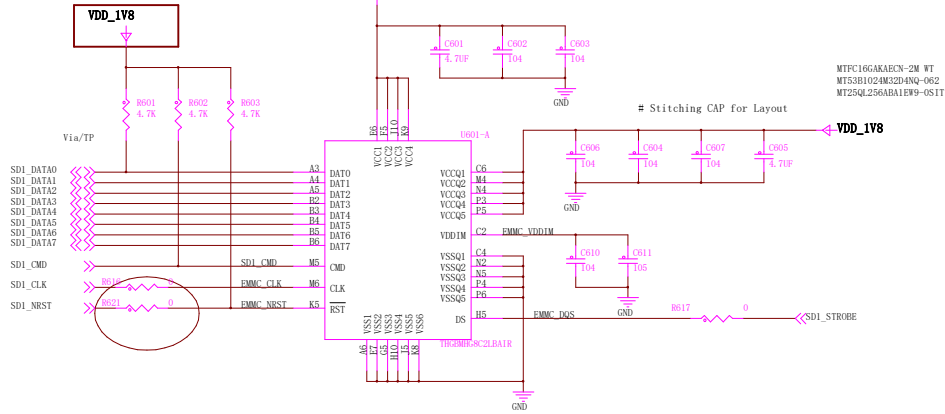 VDD_1V8
C601
4.7UF
C602
104
C603
104
MTFC16GAKAECN-2M WT
MT53B1024M32D4NQ-062
MT25QL256ABA1EW9-0SIT
GND
# Stitching CAP for Layout
R601
4.7K
R602
4.7K
R603
4.7K
Via/TP
E6
F5
J10
K9
U601-A
VCC1
VCC2
VCC3
VCC4
VDD_1V8
C606
104
C604
104
C607
104
C605
4.7UF
GND
SD1_DATA0
A3
DAT0
C6
VCCQ1
SD1_DATA1
A4
DAT1
M4
VCCQ2
SD1_DATA2
A5
DAT2
N4
VCCQ3
SD1_DATA3
B2
DAT3
P3
VCCQ4
SD1_DATA4
B3
DAT4
P5
VCCQ5
SD1_DATA5
B4
DAT5
SD1_DATA6
B5
DAT6
C2
VDDIM
EMMC_VDDIM
SD1_DATA7
B6
DAT7
C610
104
C611
105
GND
SD1_CMD
SD1_CMD
M5
CMD
C4
VSSQ1
N2
VSSQ2
N5
VSSQ3
P4
VSSQ4
P6
VSSQ5
SD1_CLK
0
EMMC_CLK
M6
CLK
SD1_NRST
R621
0
EMMC_NRST
K5
RST
H5
DS
EMMC_DQS
R617
0
SD1_STROBE
VSS1
VSS2
VSS3
VSS4
VSS5
VSS6
THGBMHG8C2LBAIR
A6
E7
G5
H10
J5
K8
GND